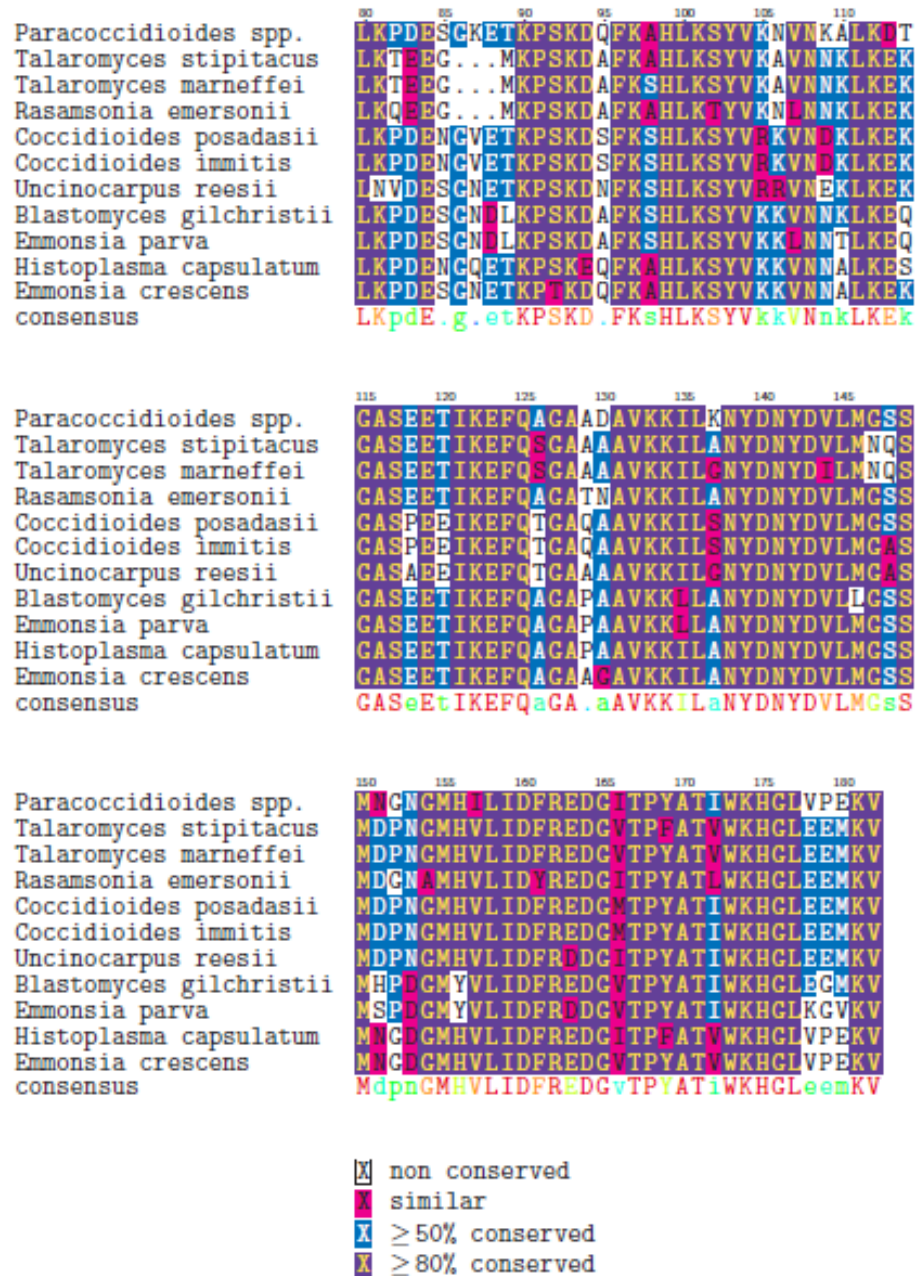 80 85 90 95 100 105 110
Paracoccidioides spp. LKPDESGKETKPSKDQFKAHLKSYVKNVNKALKDT
Talaromyces stipitacus LKTEEG...MKPSKDAFKAHLKSYVKAVNNKLKEK
Talaromyces marneffei LKTEEG...MKPSKDAFKSHLKSYVKAVNNKLKEK
Rasamsonia emersonii LKQEEG...MKPSKDAFKAHLKTYVKNLNNKLKEK
Coccidioides posadasii LKPDENGVETKPSKDSFKSHLKSYVRKVNDKLKEK
Coccidioides immitis LKPDENGVETKPSKDSFKSHLKSYVRKVNDKLKEK
Uncinocarpus reesii LNVDESGNETKPSKDNFKSHLKSYVRRVNEKLKEK
Blastomyces gilchristii LKPDESGNDLKPSKDAFKSHLKSYVKKVNNKLKEQ
Emmonsia parva LKPDESGNDLKPSKDAFKSHLKSYVKKLNNTLKEQ
Histoplasma capsulatum LKPDENGQETKPSKEQFKAHLKSYVKKVNNALKES
Emmonsia crescens LKPDESGNETKPTKDQFKAHLKSYVKKVNNALKEK
consensus LKpdE.g.etKPSKD.FKsHLKSYVkkVNnkLKEk
115 120 125 130 135 140 145
Paracoccidioides spp. GASEETIKEFQAGAADAVKKILKNYDNYDVLMGSS
Talaromyces stipitacus GASEETIKEFQSGAAAAVKKILANYDNYDVLMNQS
Talaromyces marneffei GASEETIKEFQSGAAAAVKKILGNYDNYDILMNQS
Rasamsonia emersonii GASEETIKEFQAGATNAVKKILANYDNYDVLMGSS
Coccidioides posadasii GASPEEIKEFQTGAQAAVKKILSNYDNYDVLMGSS
Coccidioides immitis GASPEEIKEFQTGAQAAVKKILSNYDNYDVLMGAS
Uncinocarpus reesii GASAEEIKEFQTGAAAAVKKILGNYDNYDVLMGAS
Blastomyces gilchristii GASEETIKEFQAGAPAAVKKLLANYDNYDVLLGSS
Emmonsia parva GASEETIKEFQAGAPAAVKKLLANYDNYDVLMGSS
Histoplasma capsulatum GASEETIKEFQAGAPAAVKKILANYDNYDVLMGSS
Emmonsia crescens GASEETIKEFQAGAAGAVKKILANYDNYDVLMGSS
consensus GASeEtIKEFQaGA.aAVKKILaNYDNYDVLMGsS
150 155 160 165 170 175 180
Paracoccidioides spp. MNGNGMHILIDFREDGITPYATIWKHGLVPEKV
Talaromyces stipitacus MDPNGMHVLIDFREDGVTPFATVWKHGLEEMKV
Talaromyces marneffei MDPNGMHVLIDFREDGVTPYATVWKHGLEEMKV
Rasamsonia emersonii MDGNAMHVLIDYREDGITPYATLWKHGLEEMKV
Coccidioides posadasii MDPNGMHVLIDFREDGMTPYATIWKHGLEEMKV
Coccidioides immitis MDPNGMHVLIDFREDGMTPYATIWKHGLEEMKV
Uncinocarpus reesii MDPNGMHVLIDFRDDGITPYATIWKHGLEEMKV
Blastomyces gilchristii MHPDGMYVLIDFREDGVTPYATIWKHGLEGMKV
Emmonsia parva MSPDGMYVLIDFRDDGVTPYATIWKHGLKGVKV
Histoplasma capsulatum MNGDGMHVLIDFREDGITPFATVWKHGLVPEKV
Emmonsia crescens MNGDGMHVLIDFREDGVTPYATVWKHGLVPEKV
consensus MdpnGMHVLIDFREDGvTPYATiWKHGLeemKV
X non conserved
X similar
X ≥50% conserved
X ≥80% conserved